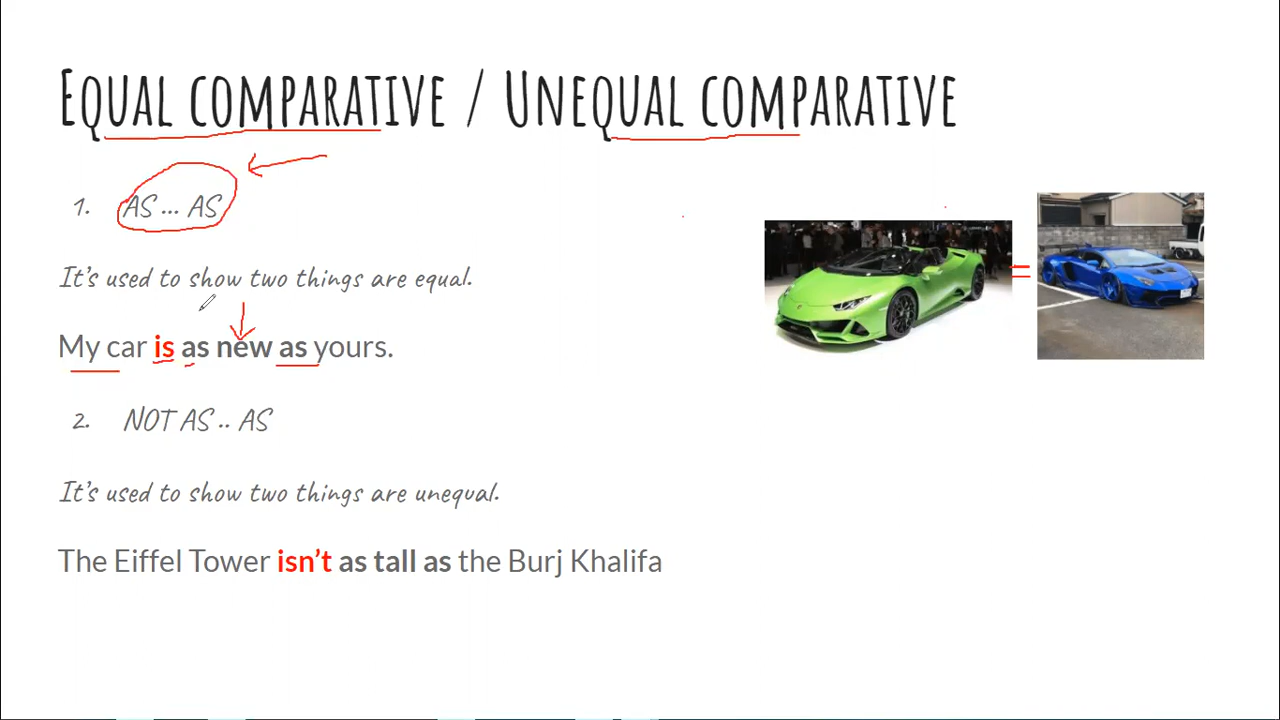 Equal comparative / Unequal comparative
1. AS... AS
It's used to show two things are equal.
My car is as new as yours.
=
2. NOT AS .. AS
It's used to show two things are unequal.
The Eiffel Tower isn't as tall as the Burj Khalifa